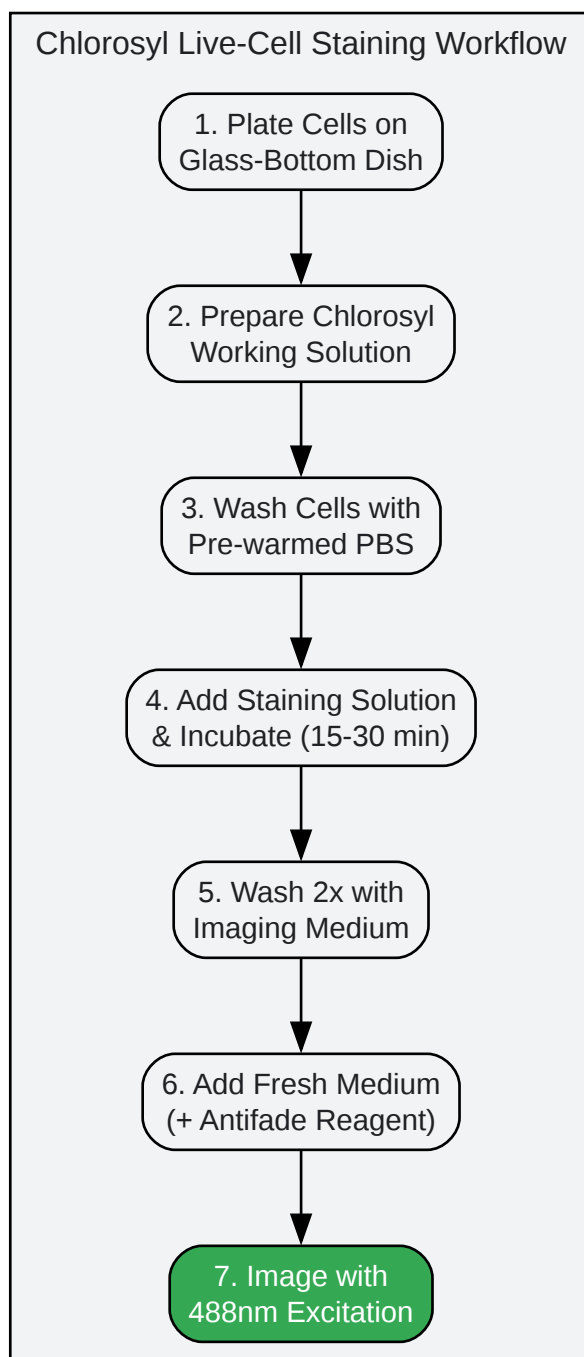 Chlorosyl Live-Cell Staining Workflow
1. Plate Cells on
Glass-Bottom Dish
2. Prepare Chlorosyl
Working Solution
3. Wash Cells with
Pre-warmed PBS
4. Add Staining Solution
& Incubate (15-30 min)
5. Wash 2x with
Imaging Medium
6. Add Fresh Medium
(+ Antifade Reagent)
7. Image with
488nm Excitation